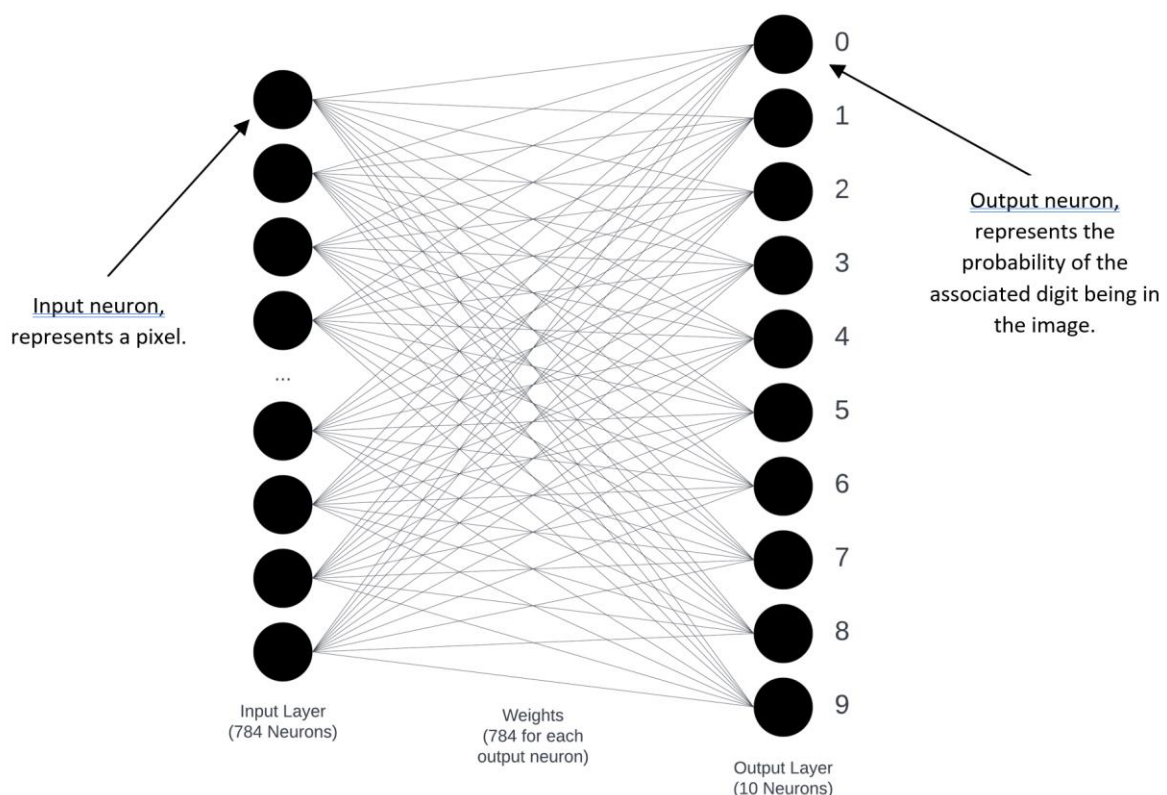 0
1
2
3
4
5
6
7
8
9
Input neuron,
represents a pixel.
...
Output neuron,
represents the
probability of the
associated digit being in
the image.
Input Layer
(784 Neurons)
Weights
(784 for each
output neuron)
Output Layer
(10 Neurons)